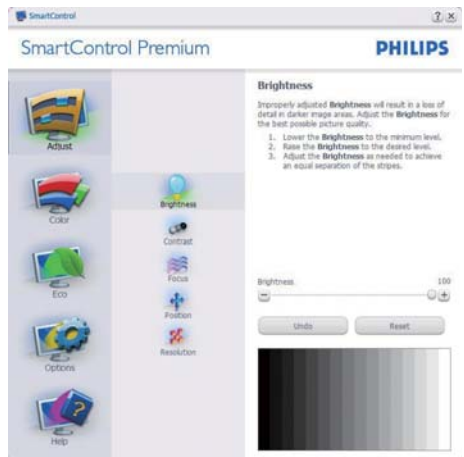 SmartControl
? X
SmartControl Premium
PHILIPS
Adjust
Color
Eco
Options
Help
Brightness
Contrast
Focus
Position
Resolution
Brightness
Improperly adjusted Brightness will result in a loss of
detail in darker image areas. Adjust the Brightness for
the best possible picture quality.
1. Lower the Brightness to the minimum level.
2. Raise the Brightness to the desired level.
3. Adjust the Brightness as needed to achieve
an equal separation of the stripes.
Brightness 100
Undo Reset